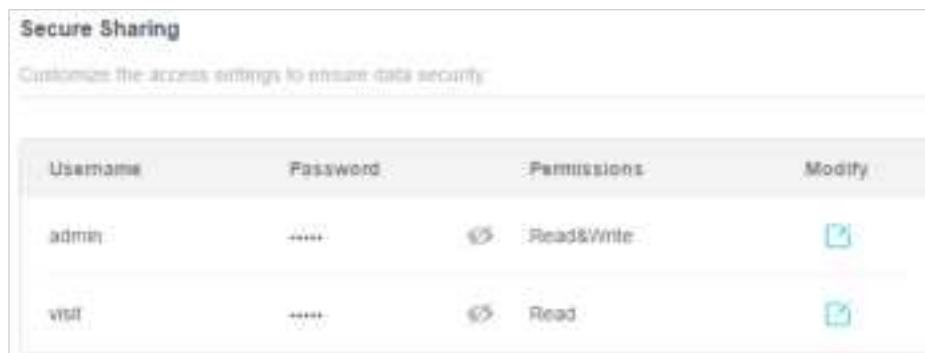 Secure Sharing
Customize the access settings to ensure data security.
Username Password Permissions Modify
admin ••••• Read&Write
visit ••••• Read